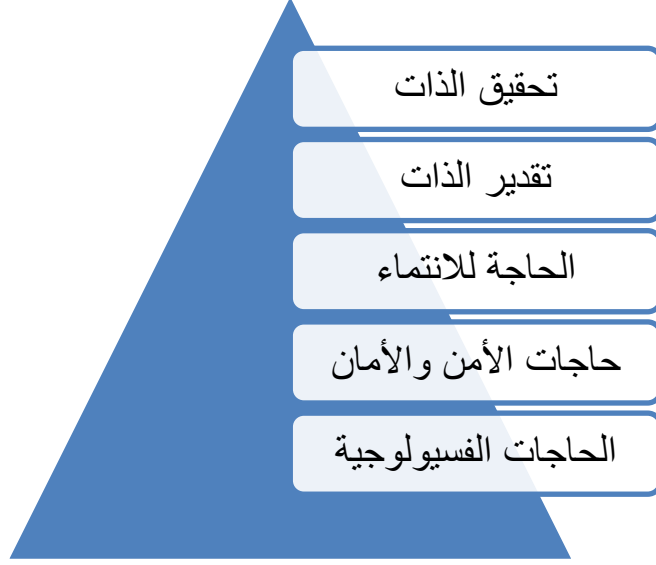 تحقيق الذات
تقدير الذات
الحاجة للانتماء
حاجات الأمن والأمان
الحاجات الفسيولوجية